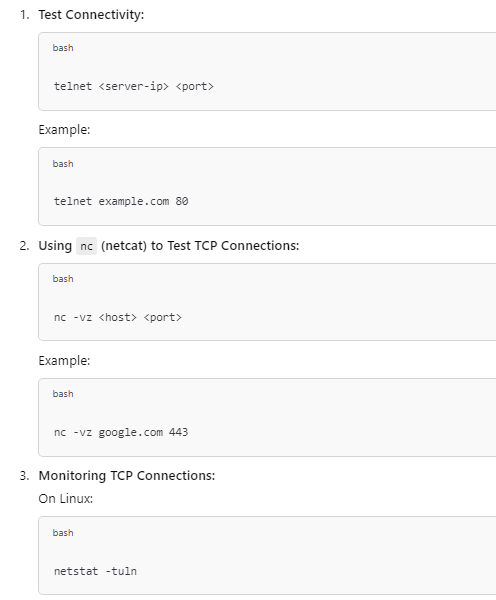 1. Test Connectivity:
bash
telnet <server-ip> <port>
Example:
bash
telnet example.com 80
2. Using nc (netcat) to Test TCP Connections:
bash
nc -vz <host> <port>
Example:
bash
nc -vz google.com 443
3. Monitoring TCP Connections:
On Linux:
bash
netstat -tuln